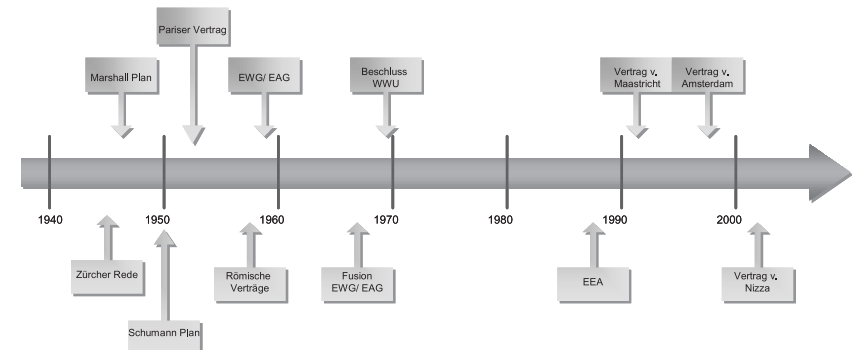 Pariser Vertrag
Marshall Plan
EWG/ EAG
Beschluss
WWU
Vertrag v.
Maastricht
Vertrag v.
Amsterdam
1940
1950
1960
1970
1980
1990
2000
Zürcher Rede
Schumann Plan
Römische
Verträge
Fusion
EWG/ EAG
EEA
Vertrag v.
Nizza